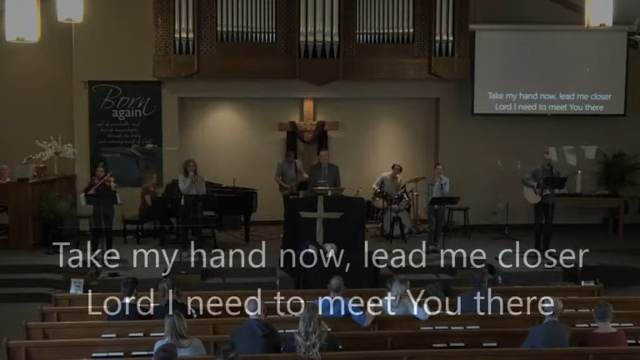 Born
again
Take my hand now, lead me closer
Lord I need to meet You there
Take my hand now, lead me closer
Lord I need to meet You there